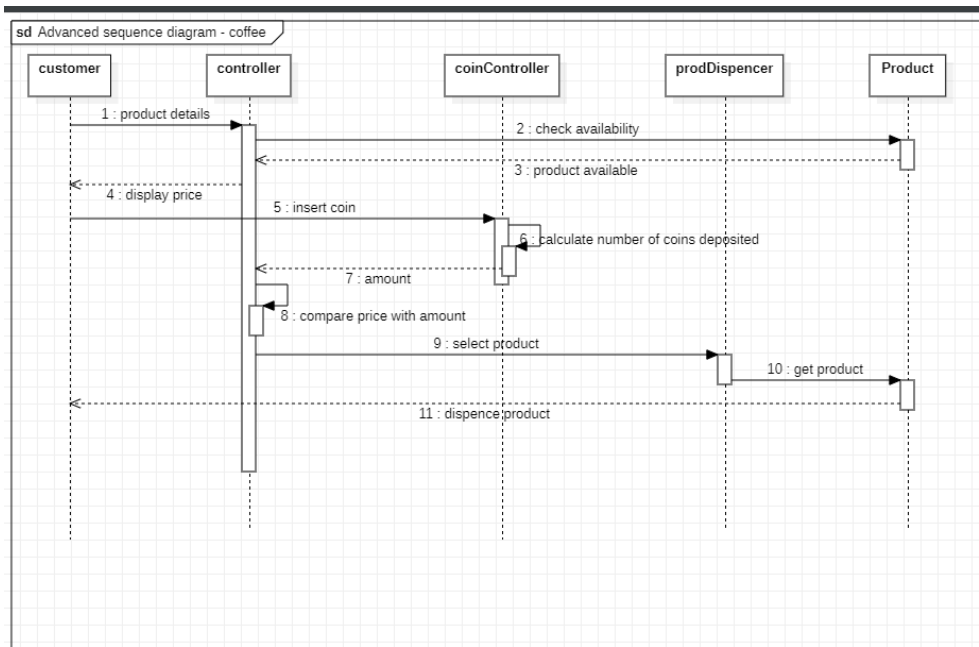 sd Advanced sequence diagram - coffee
customer
controller
coinController
prodDispencer
Product
1 : product details
2 : check availability
3 : product available
4 : display price
5 : insert coin
6 : calculate number of coins deposited
7 : amount
8 : compare price with amount
9 : select product
10 : get product
11 : dispence product